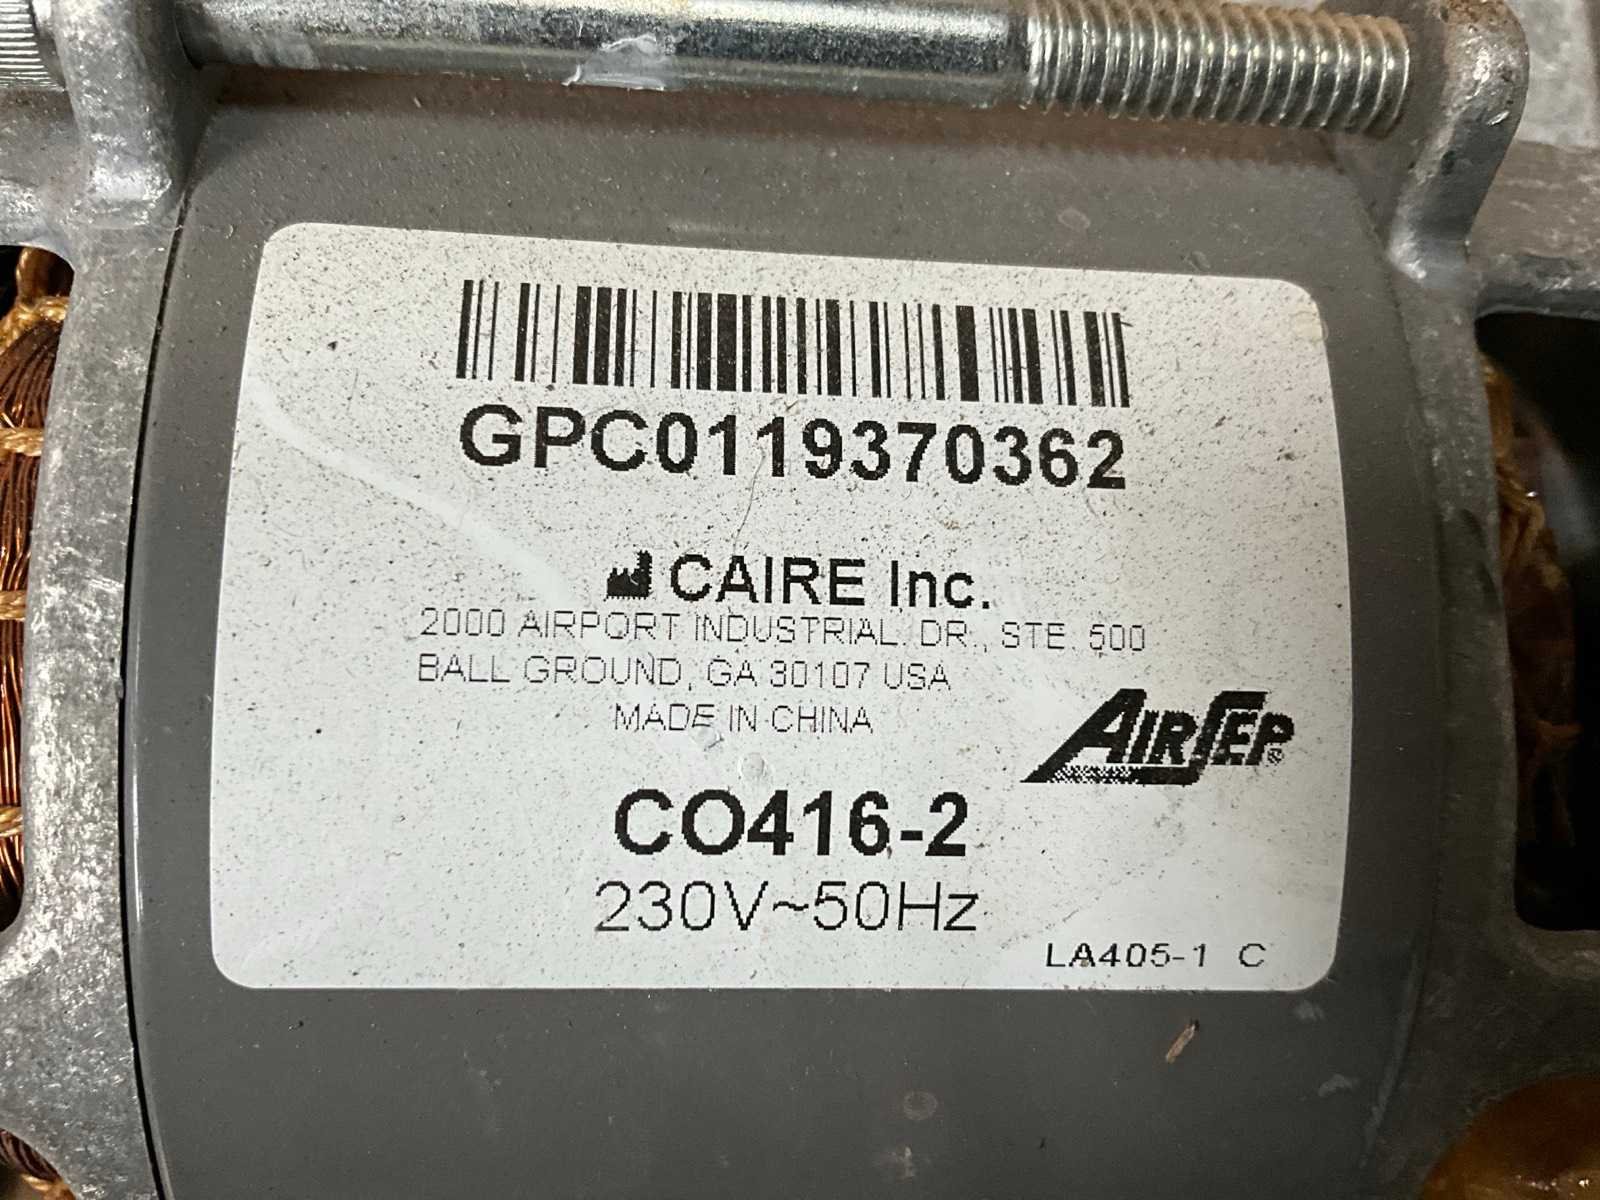 GPC0119370362
CAIRE Inc.
2000 AIRPORT INDUSTRIAL DR., STE. 500
BALL GROUND, GA 30107 USA
MADE IN CHINA
AIRSEP®
CO416-2
230V~50Hz
LA405-1 C